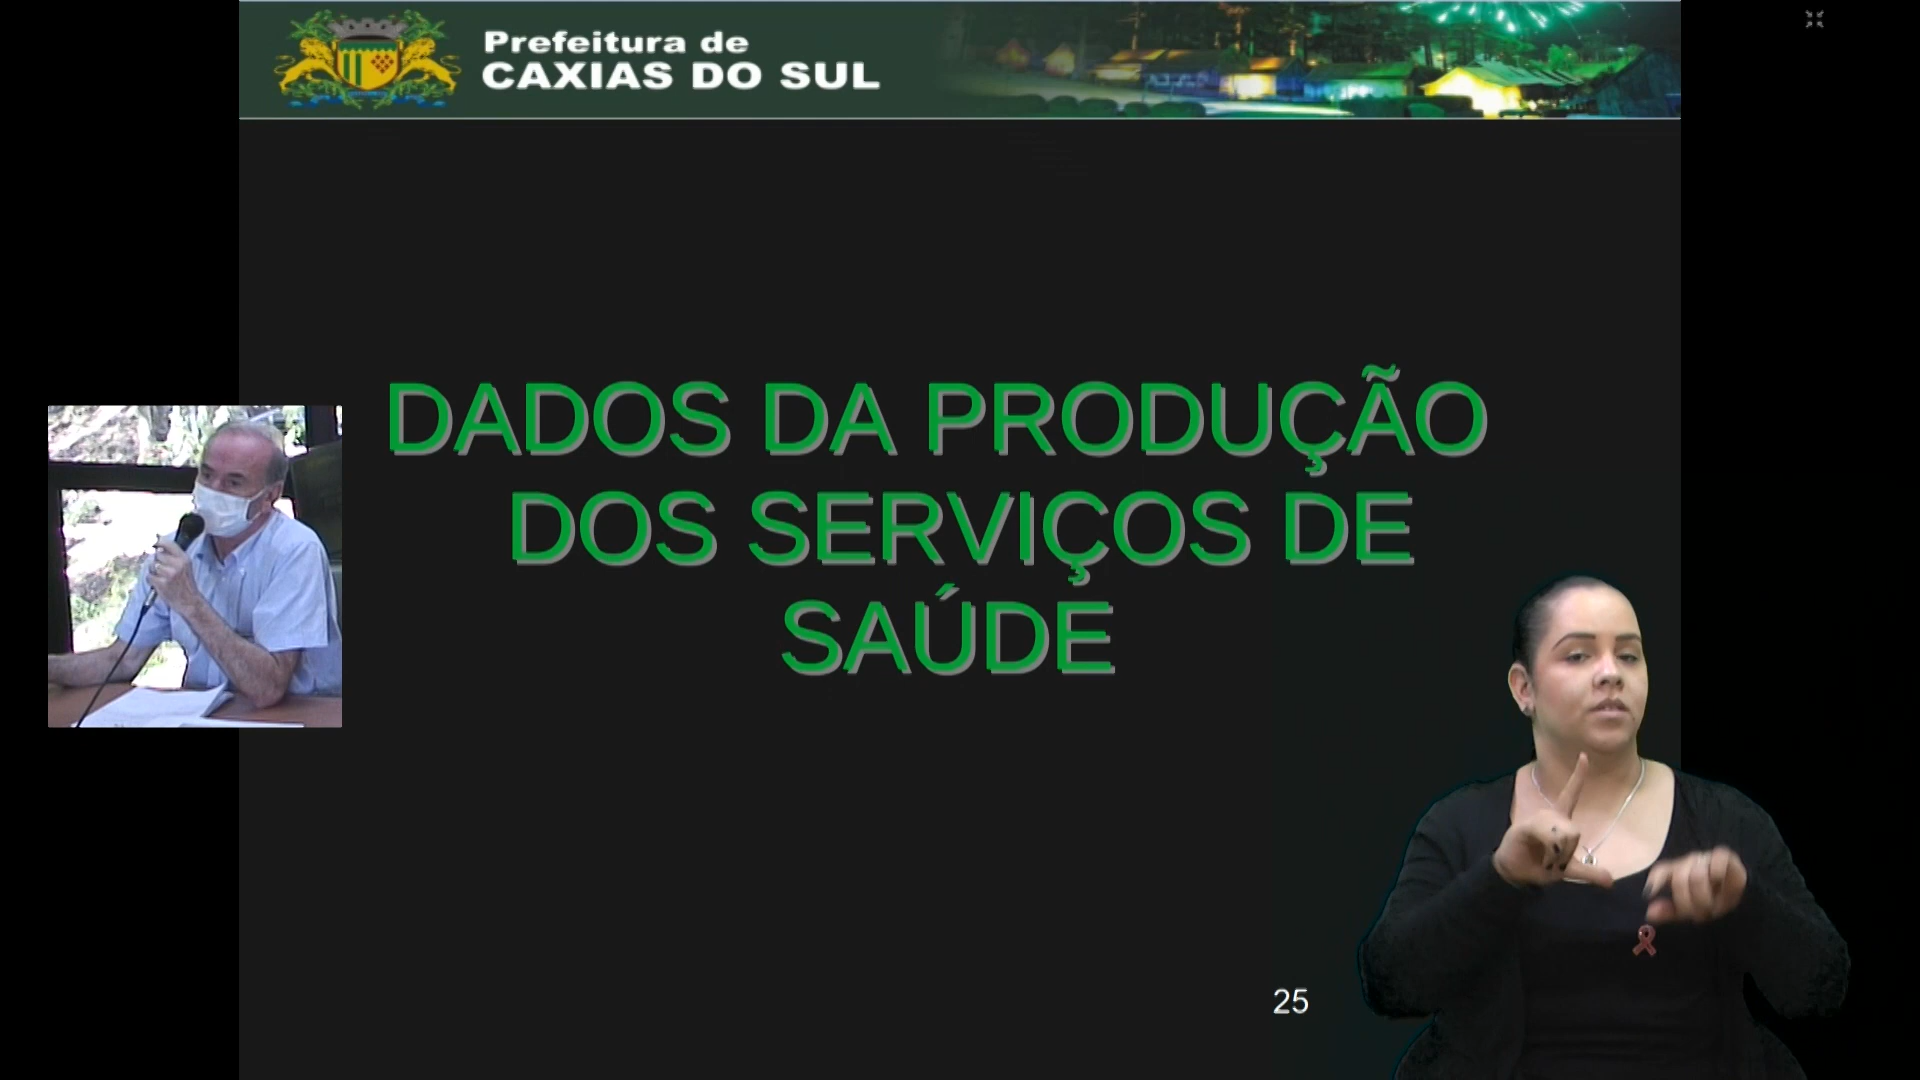 Prefeitura de
CAXIAS DO SUL
DADOS DA PRODUÇÃO
DOS SERVIÇOS DE
SAÚDE
25